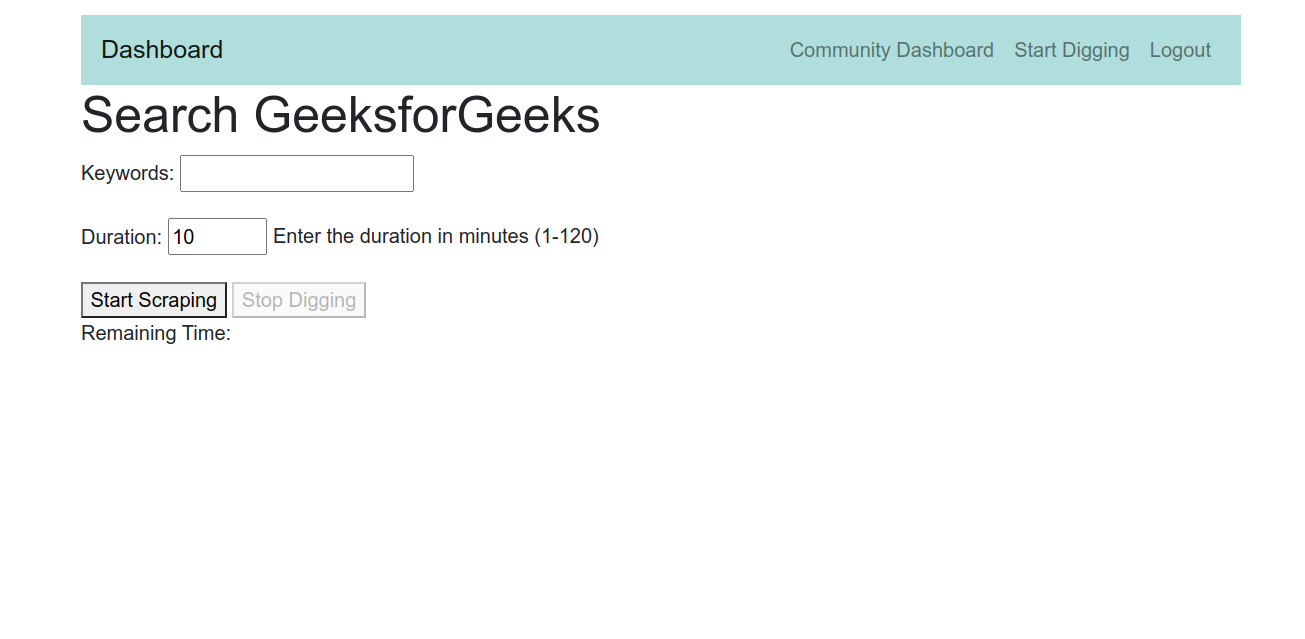 Dashboard Community Dashboard Start Digging Logout
Search GeeksforGeeks
Keywords:
Duration: 10 Enter the duration in minutes (1-120)
Start Scraping Stop Digging
Remaining Time: